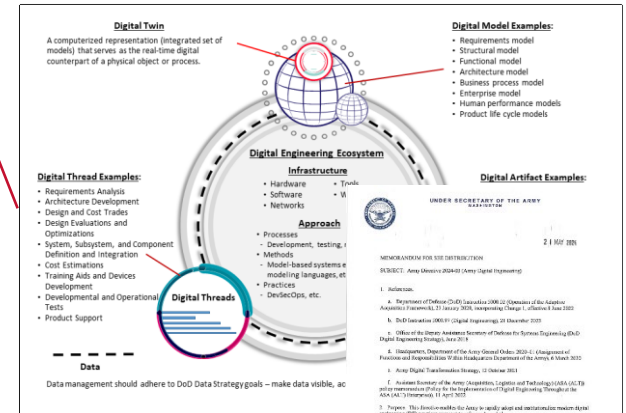 Digital Twin
A computerized representation (integrated set of
models) that serves as the real-time digital
counterpart of a physical object or process.
Digital Model Examples:
• Requirements model
• Structural model
• Functional model
• Architecture model
• Business process model
• Enterprise model
• Human performance models
• Product life cycle models
Digital Engineering Ecosystem
Infrastructure
• Hardware
• Software
• Networks
• Tools
• W
Approach
• Processes
- Development, testing,
• Methods
- Model-based systems e
modeling languages, et
• Practices
- DevSecOps, etc.
Digital Thread Examples:
• Requirements Analysis
• Architecture Development
• Design and Cost Trades
• Design Evaluations and
Optimizations
• System, Subsystem, and Component
Definition and Integration
• Cost Estimations
• Training Aids and Devices
Development
• Developmental and Operational
Tests
• Product Support
Digital Threads
Data
Data management should adhere to DoD Data Strategy goals – make data visible, ac
Digital Artifact Examples:
UNDER SECRETARY OF THE ARMY
WASHINGTON
21 MAY 2024
MEMORANDUM FOR SEE DISTRIBUTION
SUBJECT: Army Directive 2024-03 (Army Digital Engineering)
1. References.
a. Department of Defense (DoD) Instruction 5000.02 (Operation of the Adaptive
Acquisition Framework), 23 January 2020, incorporating Change 1, effective 8 June 2022
b. DoD Instruction 5000.97 (Digital Engineering), 21 December 2023
c. Office of the Deputy Assistant Secretary of Defense for Systems Engineering (DoD
Digital Engineering Strategy), June 2018
d. Headquarters, Department of the Army General Orders 2020-01 (Assignment of
Functions and Responsibilities Within Headquarters Department of the Army), 6 March 2020
e. Army Digital Transformation Strategy, 12 October 2021
f. Assistant Secretary of the Army (Acquisition, Logistics and Technology) (ASA (ALT))
policy memorandum (Policy for the Implementation of Digital Engineering Throughout the
ASA (ALT) Enterprise), 11 April 2022
2. Purpose. This directive enables the Army to rapidly adopt and institutionalize modern digital